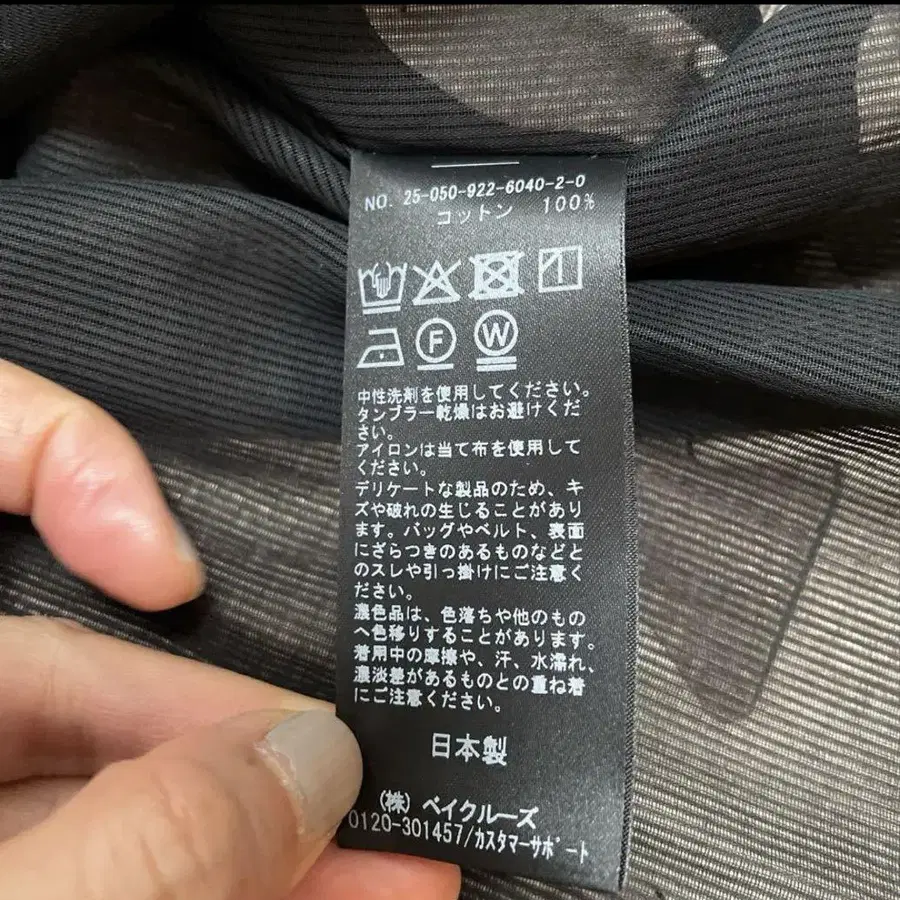 NO. 25-050-922-6040-2-0
コットン 100%
F W
中性洗剤を使用してください。
タンブラー乾燥はお避けくだ
さい。
アイロンは当て布を使用して
ください。
デリケートな製品のため、キ
ズや破れの生じることがあり
ます。バッグやベルト、表面
にざらつきのあるものなどと
のスレや引っ掛けにご注意く
ださい。
濃色品は、色落ちや他のもの
へ色移りすることがあります。
着用中の摩擦や、汗、水濡れ、
濃淡差があるものとの重ね着
にご注意ください。
日本製
(株) ベイクルーズ
0120-301457/カスタマーサポート